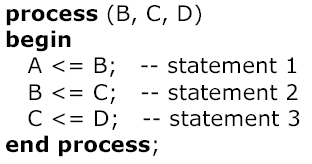 process (B, C, D)
begin
A <= B;   -- statement 1
B <= C;   -- statement 2
C <= D;   -- statement 3
end process;